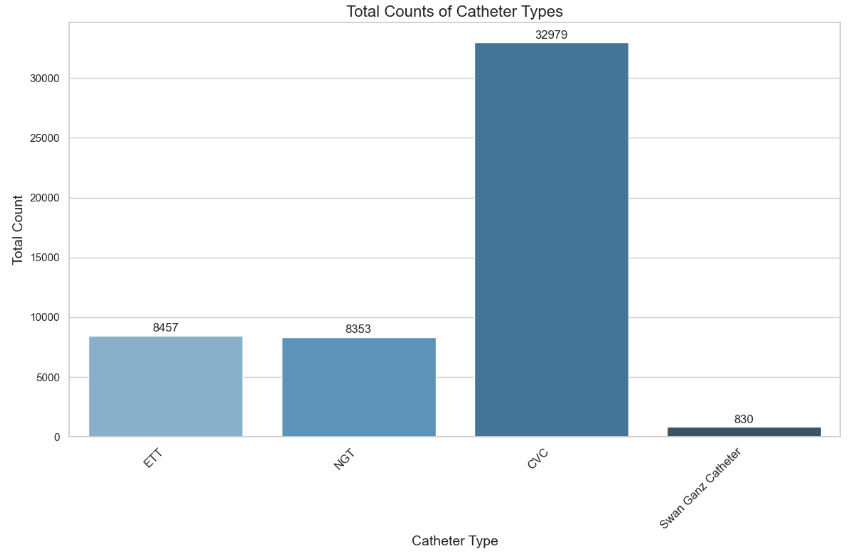 Total Counts of Catheter Types
32979
30000
25000
20000
15000
10000
8457
8353
5000
830
0
ETT
NGT
CVC
Swan Ganz Catheter
Total Count
Catheter Type